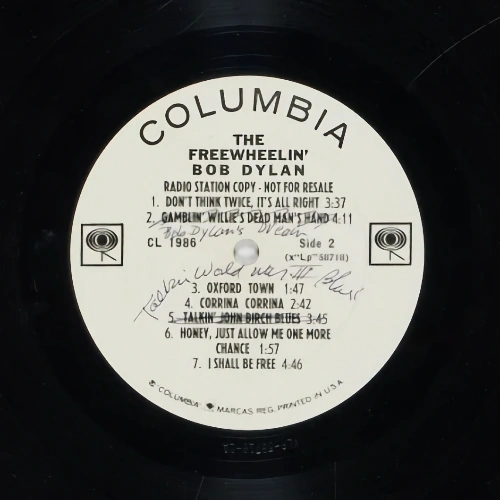 COLUMBIA
THE
FREEWHEELIN'
BOB DYLAN
RADIO STATION COPY - NOT FOR RESALE
1. DON'T THINK TWICE, IT'S ALL RIGHT 3:37
2. GAMBLIN' WILLIE'S DEAD MAN'S HAND 4:11
Bob Dylan's Dream
CL 1986
Side 2
(x"Lp"58718)
Talkin World War III Blues
3. OXFORD TOWN 1:47
4. CORRINA CORRINA 2:42
5. TALKIN' JOHN BIRCH BLUES 3:45
6. HONEY, JUST ALLOW ME ONE MORE
CHANCE 1:57
7. I SHALL BE FREE 4:46
® "COLUMBIA" MARCAS REG. PRINTED IN U.S.A.